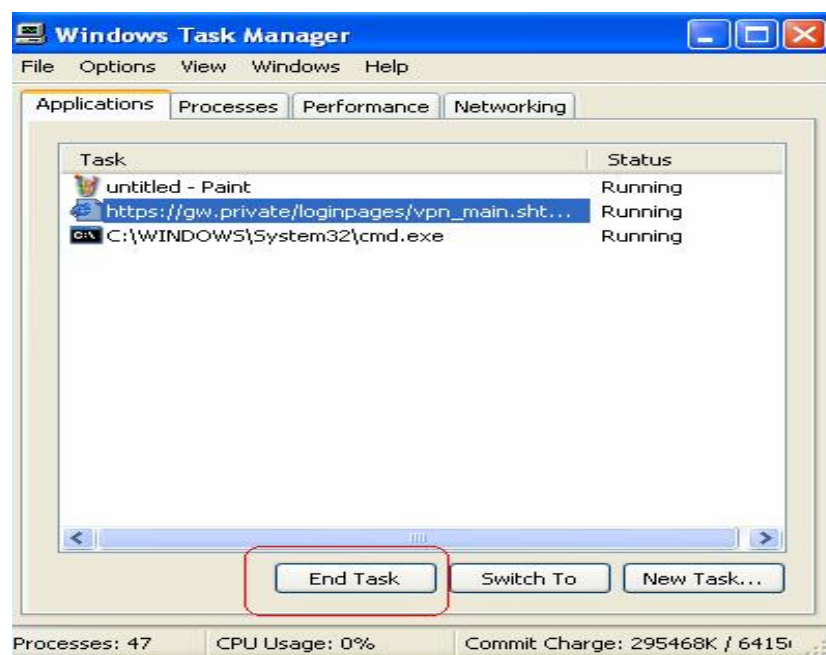 Windows Task Manager
File Options View Windows Help
Applications Processes Performance Networking
Task Status
untitled - Paint Running
https://gw.private/loginpages/vpn_main.sht... Running
C:\WINDOWS\System32\cmd.exe Running
End Task Switch To New Task...
Processes: 47 CPU Usage: 0% Commit Charge: 295468K / 6415